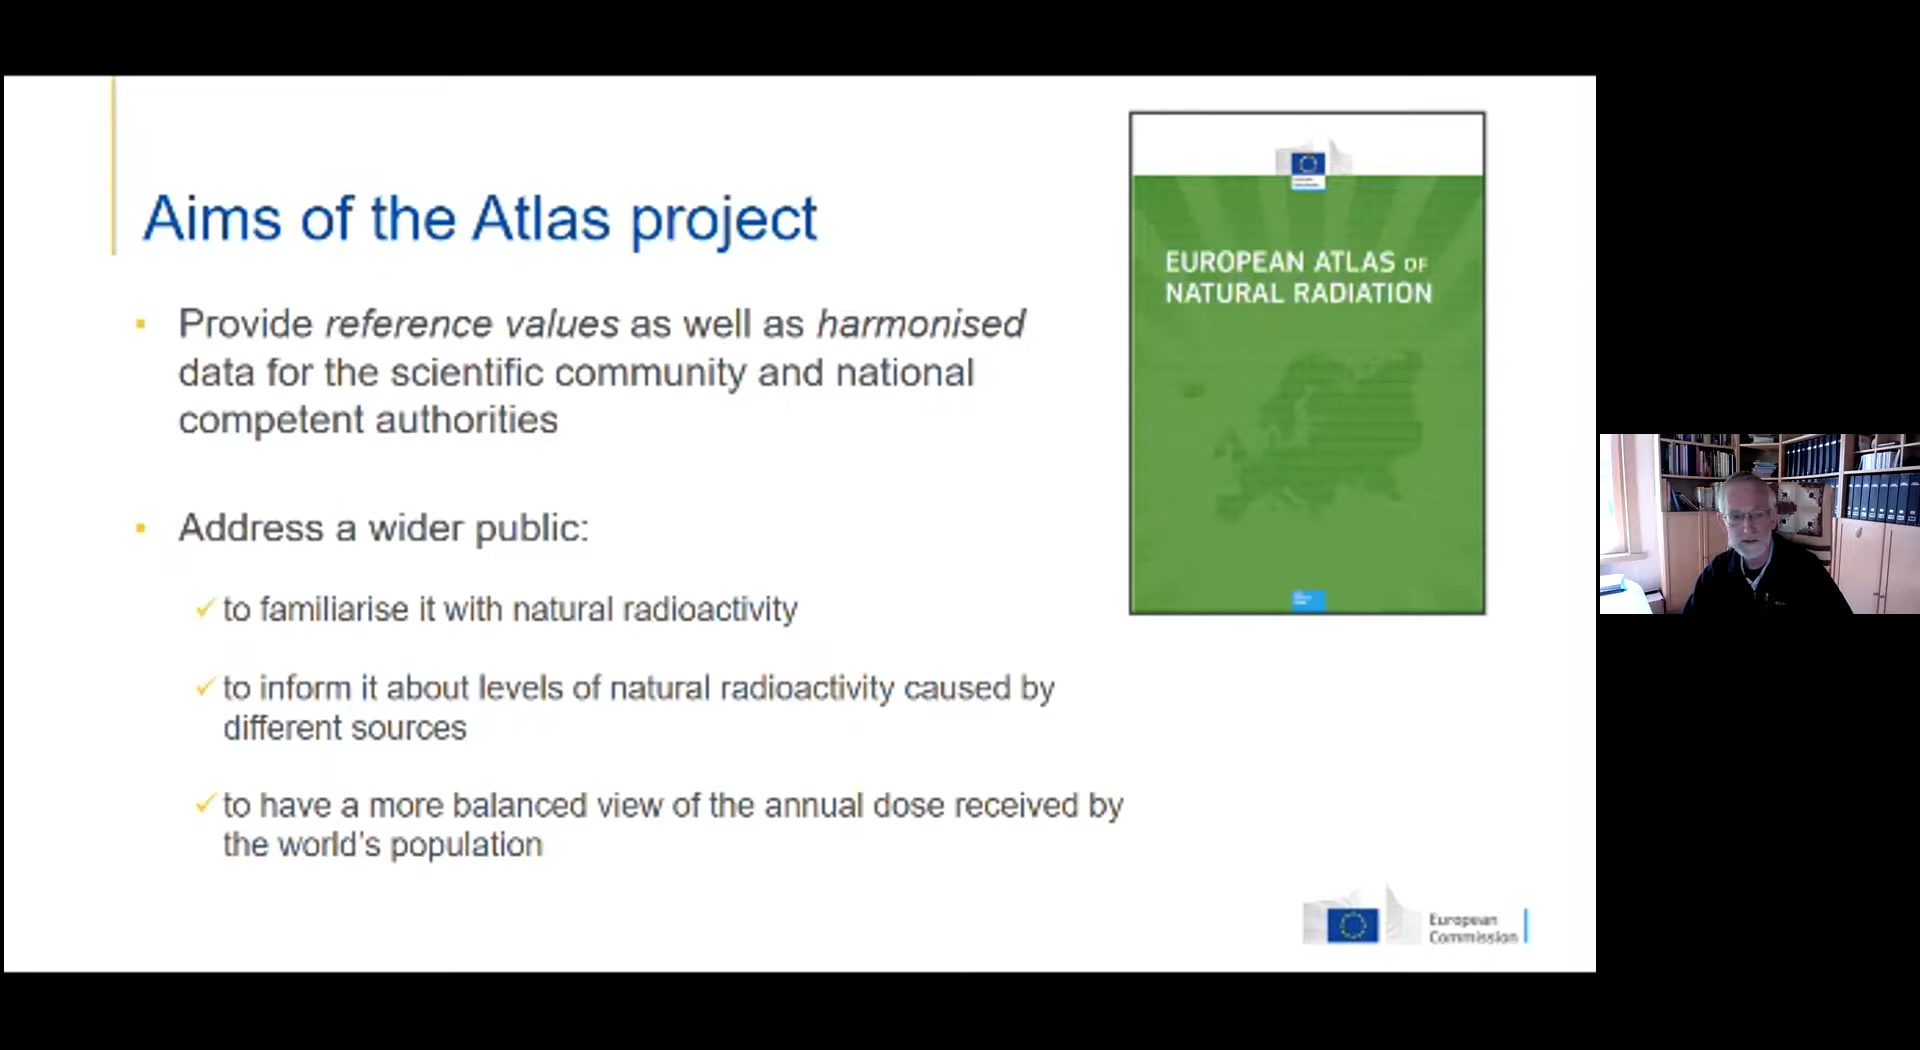 Aims of the Atlas project
Provide reference values as well as harmonised
data for the scientific community and national
competent authorities
Address a wider public:
to familiarise it with natural radioactivity
to inform it about levels of natural radioactivity caused by
different sources
to have a more balanced view of the annual dose received by
the world's population
EUROPEAN ATLAS OF
NATURAL RADIATION
European
Commission